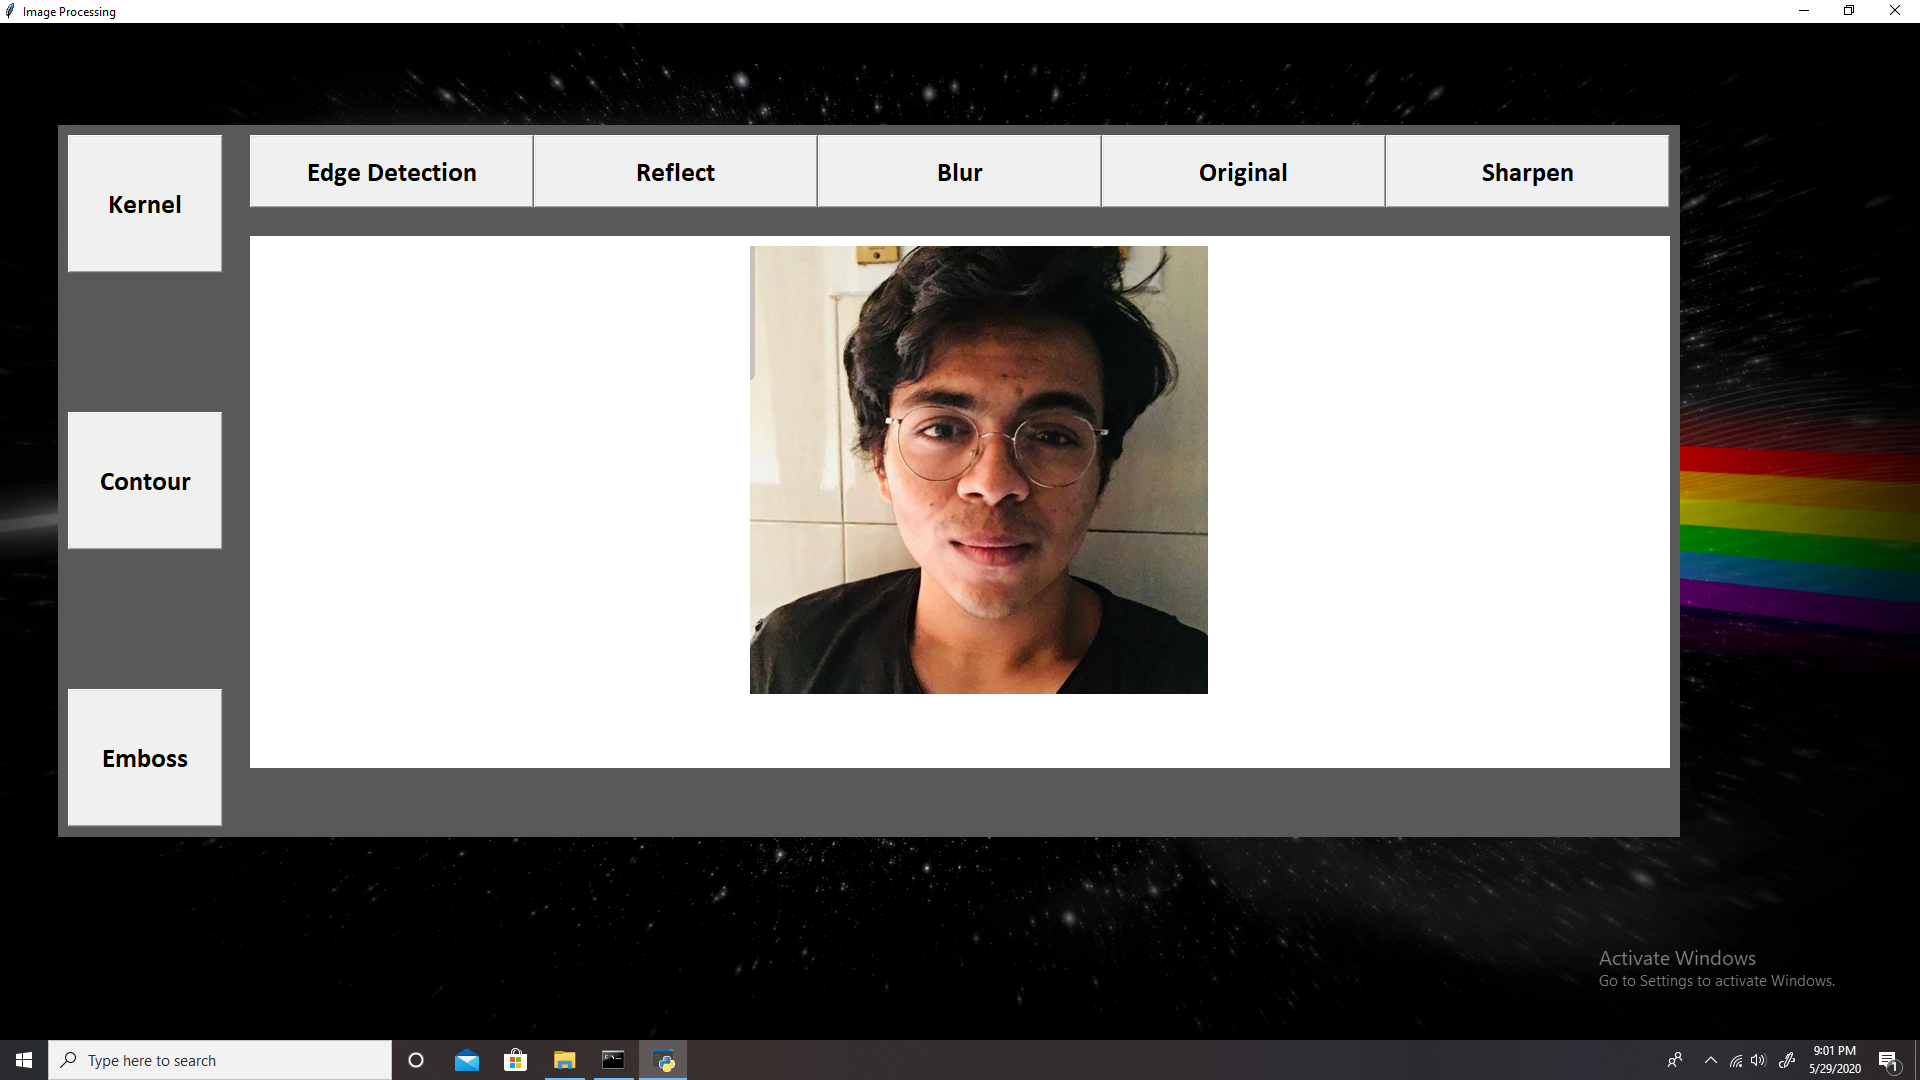 Image Processing
Kernel
Edge Detection
Reflect
Blur
Original
Sharpen
Contour
Emboss
Activate Windows
Go to Settings to activate Windows.
Type here to search
9:01 PM
5/29/2020
1